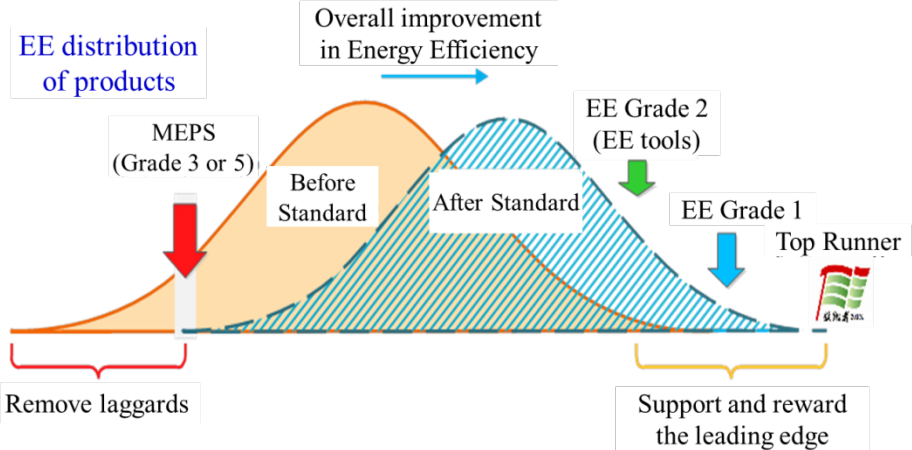 Overall improvement
in Energy Efficiency
EE distribution
of products
MEPS
(Grade 3 or 5)
EE Grade 2
(EE tools)
Before
Standard
After Standard
EE Grade 1
Top Runner
Remove laggards
Support and reward
the leading edge